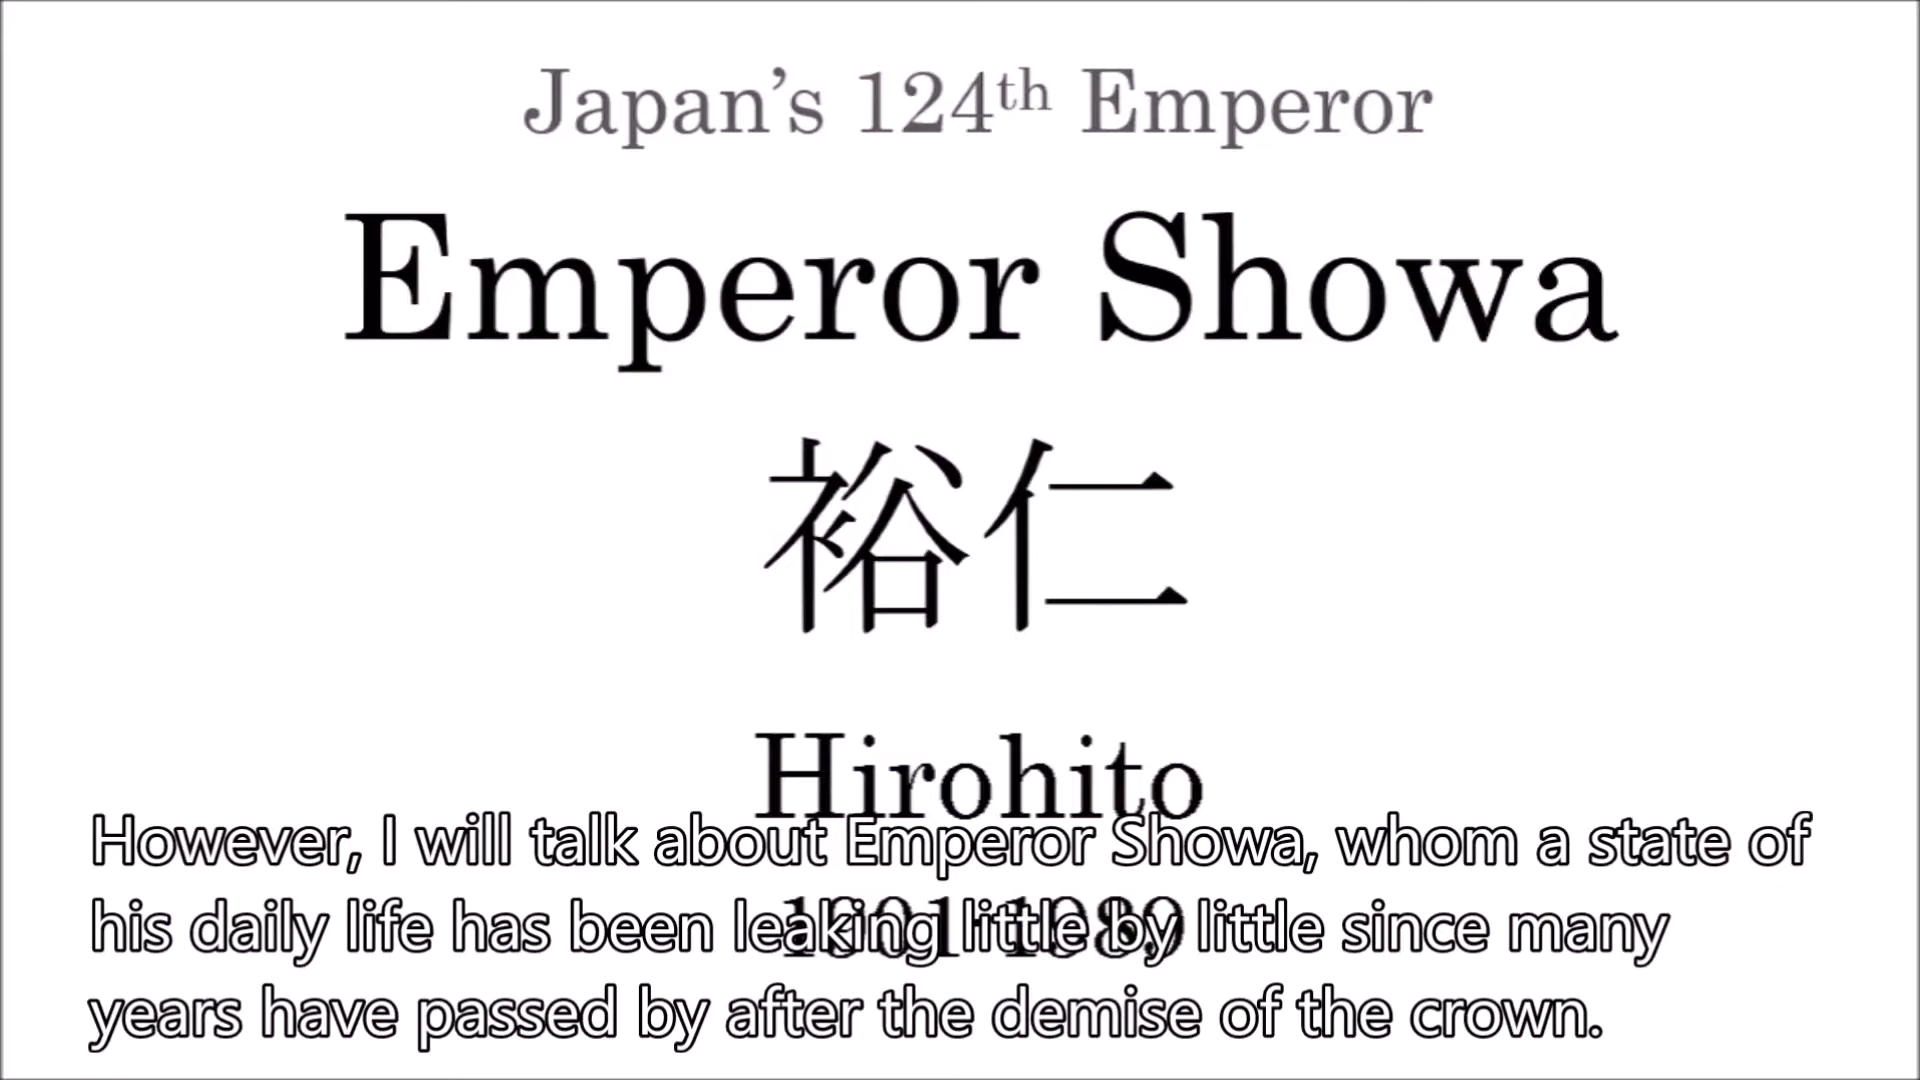 Japan’s 124th Emperor
Emperor Showa
裕仁
Hirohito
1901-1989
However, I will talk about Emperor Showa, whom a state of
his daily life has been leaking little by little since many
years have passed by after the demise of the crown.